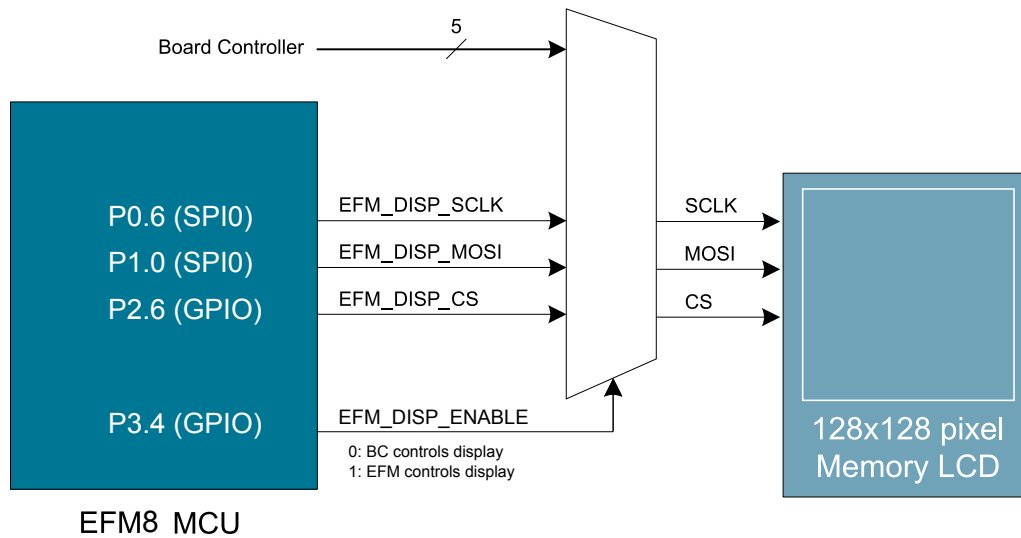 5
Board Controller
P0.6 (SPI0)
EFM_DISP_SCLK
SCLK
P1.0 (SPI0)
EFM_DISP_MOSI
MOSI
P2.6 (GPIO)
EFM_DISP_CS
CS
P3.4 (GPIO)
EFM_DISP_ENABLE
0: BC controls display
1: EFM controls display
128x128 pixel
Memory LCD
EFM8 MCU